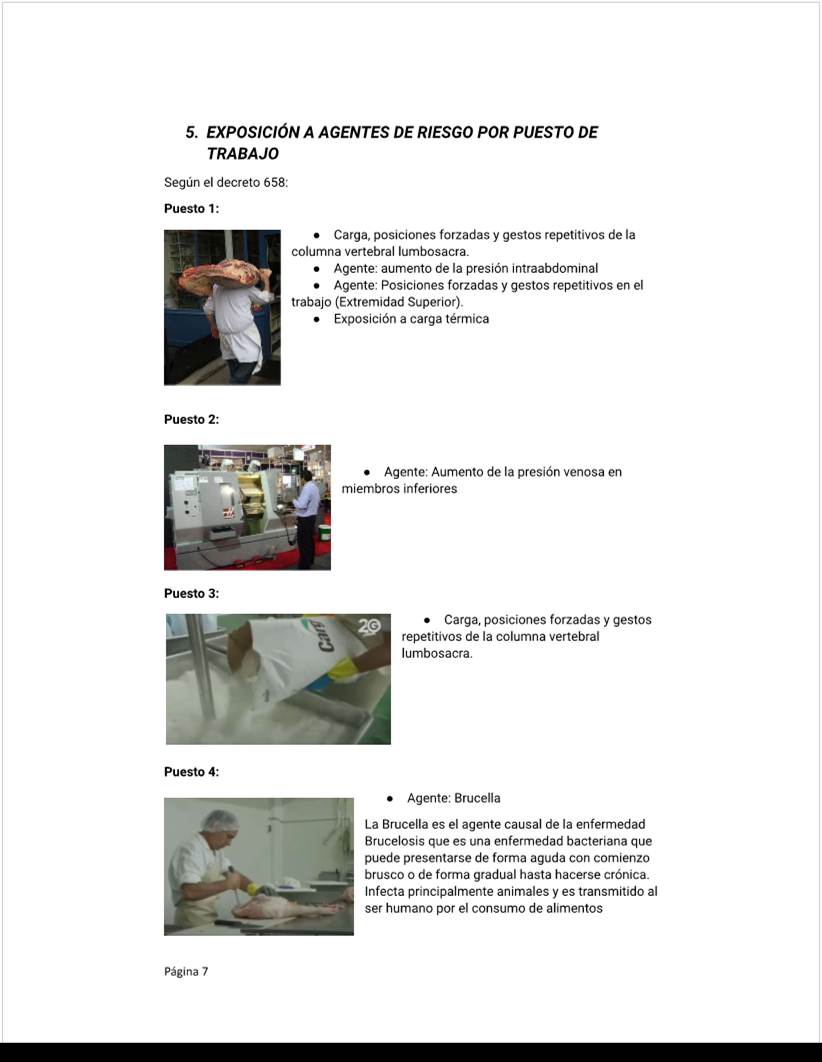 5. EXPOSICIÓN A AGENTES DE RIESGO POR PUESTO DE
TRABAJO
Según el decreto 658:
Puesto 1:
● Carga, posiciones forzadas y gestos repetitivos de la
columna vertebral lumbosacra.
● Agente: aumento de la presión intraabdominal
● Agente: Posiciones forzadas y gestos repetitivos en el
trabajo (Extremidad Superior).
● Exposición a carga térmica
Puesto 2:
● Agente: Aumento de la presión venosa en
miembros inferiores
Puesto 3:
2G
Carg
● Carga, posiciones forzadas y gestos
repetitivos de la columna vertebral
lumbosacra.
Puesto 4:
● Agente: Brucella
La Brucella es el agente causal de la enfermedad
Brucelosis que es una enfermedad bacteriana que
puede presentarse de forma aguda con comienzo
brusco o de forma gradual hasta hacerse crónica.
Infecta principalmente animales y es transmitido al
ser humano por el consumo de alimentos
Página 7